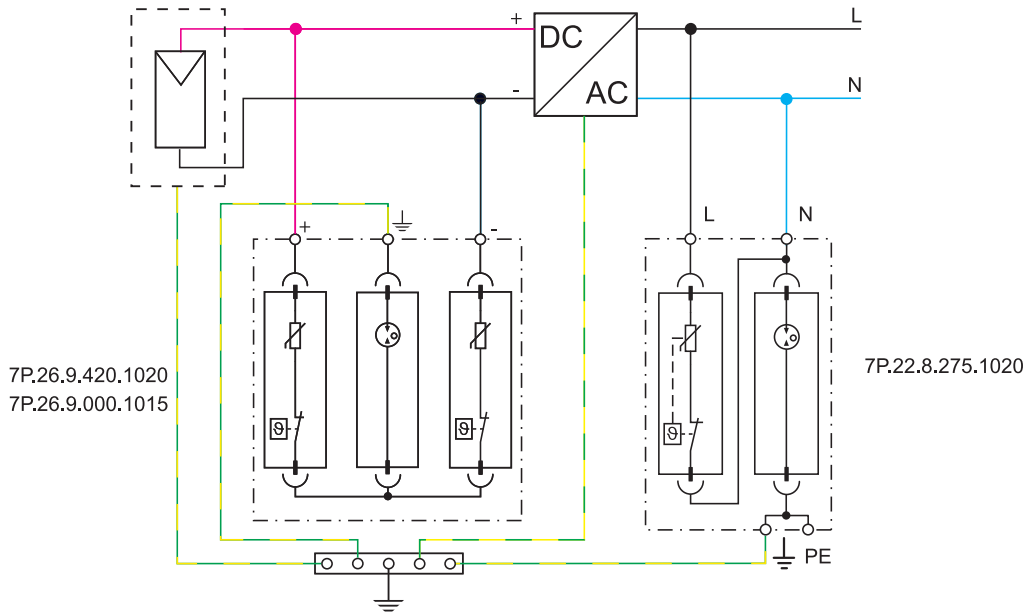 +
DC
L
-
AC
N
+
-
L
N
ϑ
ϑ
ϑ
7P.26.9.420.1020
7P.26.9.000.1015
7P.22.8.275.1020
PE